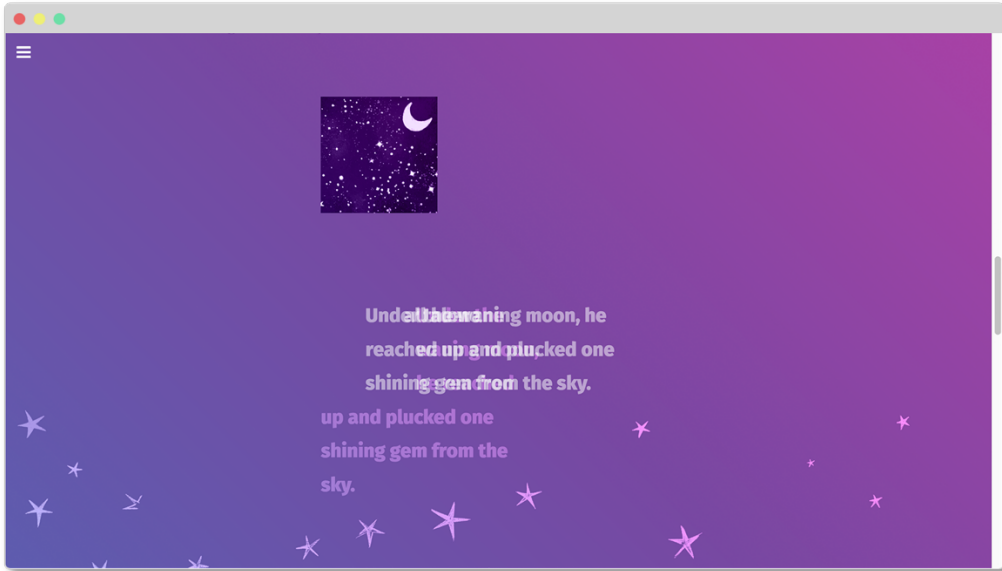 Under the waning moon, he
reached up and plucked one
shining gem from the sky.
up and plucked one
shining gem from the
sky.